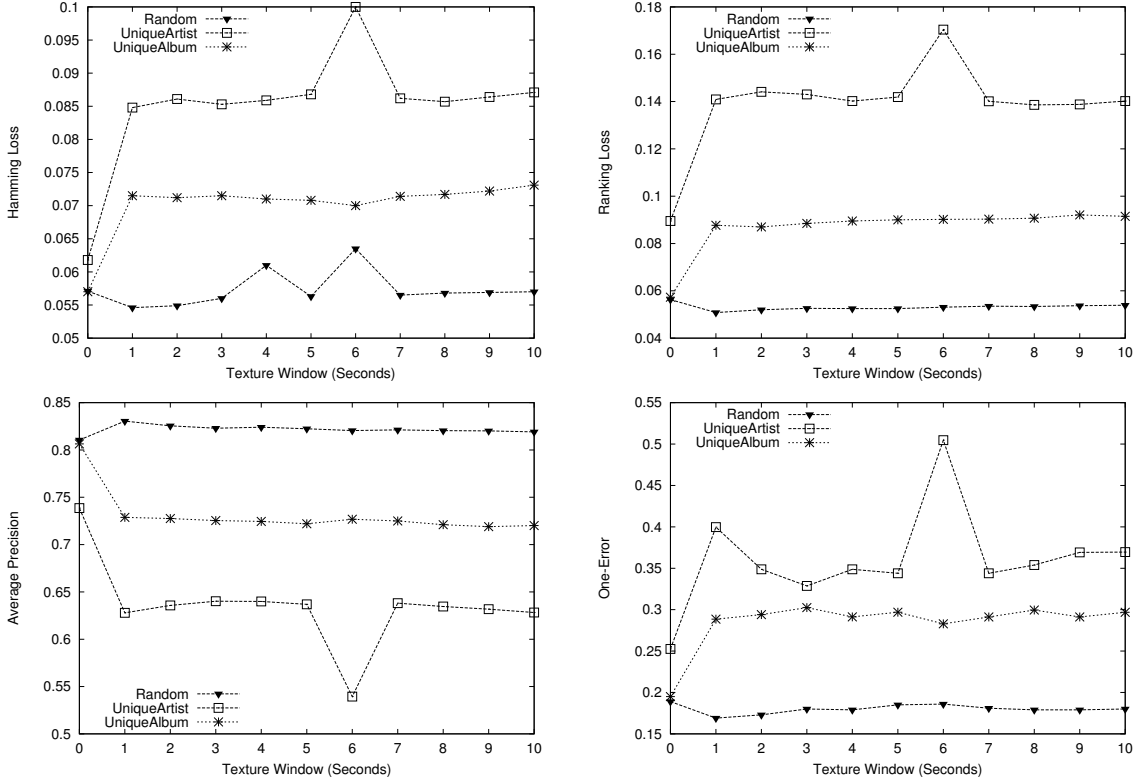 0.1
0.095
0.09
0.085
0.08
0.075
0.07
0.065
0.06
0.055
0.05
Hamming Loss
Random
UniqueArtist
UniqueAlbum
0 1 2 3 4 5 6 7 8 9 10
Texture Window (Seconds)
0.18
0.16
0.14
0.12
0.1
0.08
0.06
0.04
Ranking Loss
Random
UniqueArtist
UniqueAlbum
0 1 2 3 4 5 6 7 8 9 10
Texture Window (Seconds)
0.85
0.8
0.75
0.7
0.65
0.6
0.55
0.5
Average Precision
Random
UniqueArtist
UniqueAlbum
0 1 2 3 4 5 6 7 8 9 10
Texture Window (Seconds)
0.55
0.5
0.45
0.4
0.35
0.3
0.25
0.2
0.15
One-Error
Random
UniqueArtist
UniqueAlbum
0 1 2 3 4 5 6 7 8 9 10
Texture Window (Seconds)